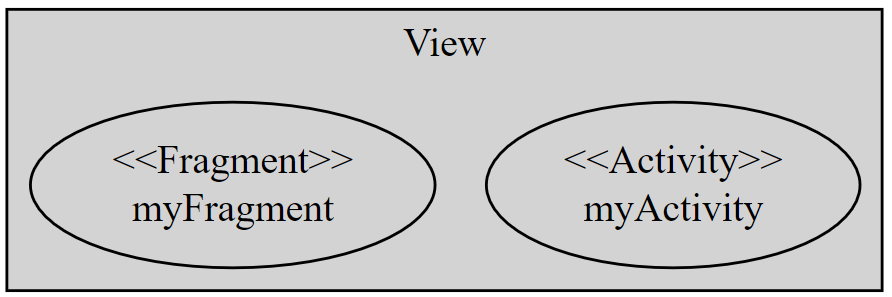 View
<<Fragment>>
myFragment
<<Activity>>
myActivity